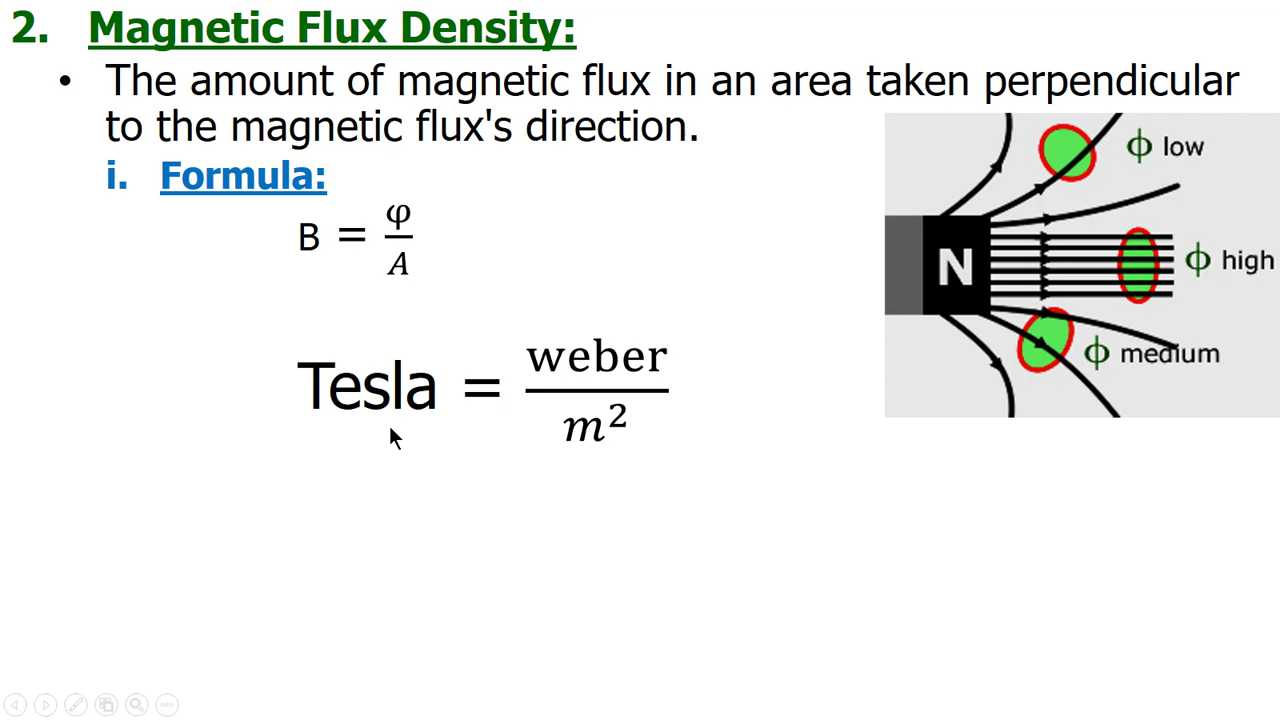 2. Magnetic Flux Density:
• The amount of magnetic flux in an area taken perpendicular
to the magnetic flux's direction.
i. Formula:
B = φ/A
Tesla = weber/m²
ϕ low
N
ϕ high
ϕ medium